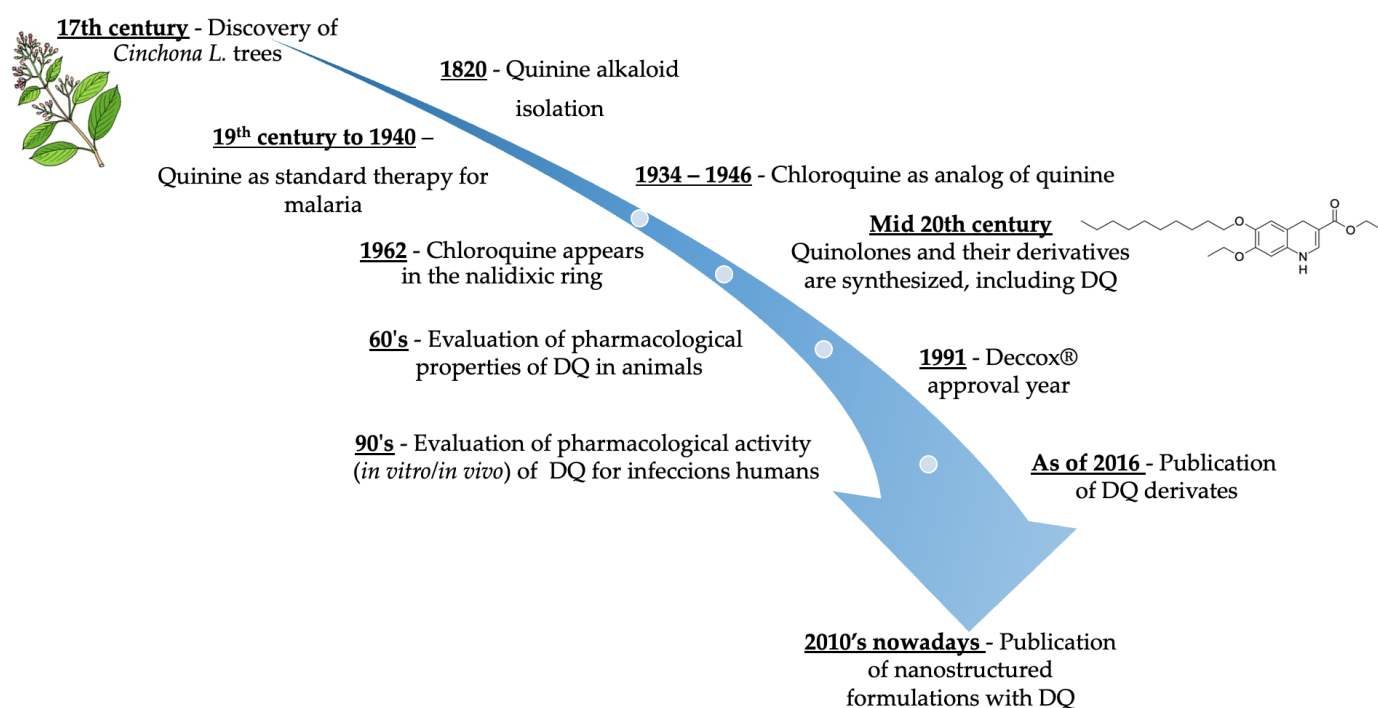 17th century - Discovery of
Cinchona L. trees
1820 - Quinine alkaloid
isolation
19th century to 1940 –
Quinine as standard therapy for
malaria
1934 – 1946 - Chloroquine as analog of quinine
Mid 20th century
Quinolones and their derivatives
are synthesized, including DQ
O
O
O
O
N
H
1962 - Chloroquine appears
in the nalidixic ring
60's - Evaluation of pharmacological
properties of DQ in animals
1991 - Deccox®
approval year
90's - Evaluation of pharmacological activity
(in vitro/in vivo) of DQ for infeccions humans
As of 2016 - Publication
of DQ derivates
2010’s nowadays - Publication
of nanostructured
formulations with DQ